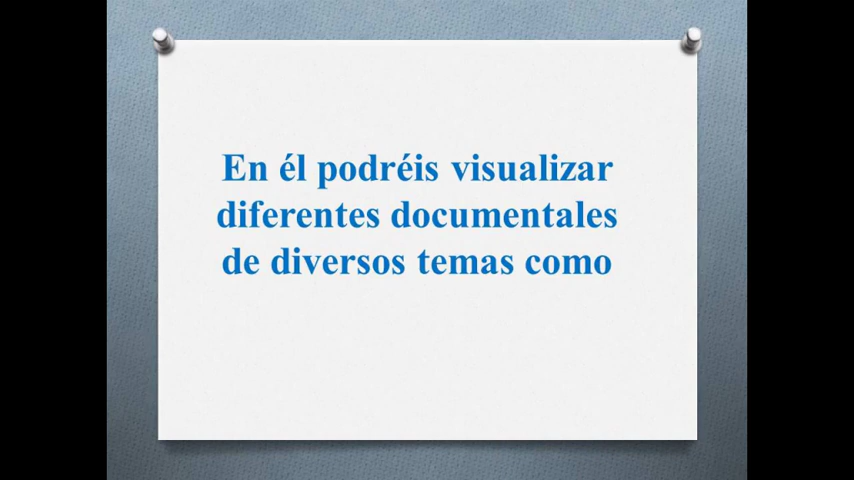 En él podréis visualizar
diferentes documentales
de diversos temas como